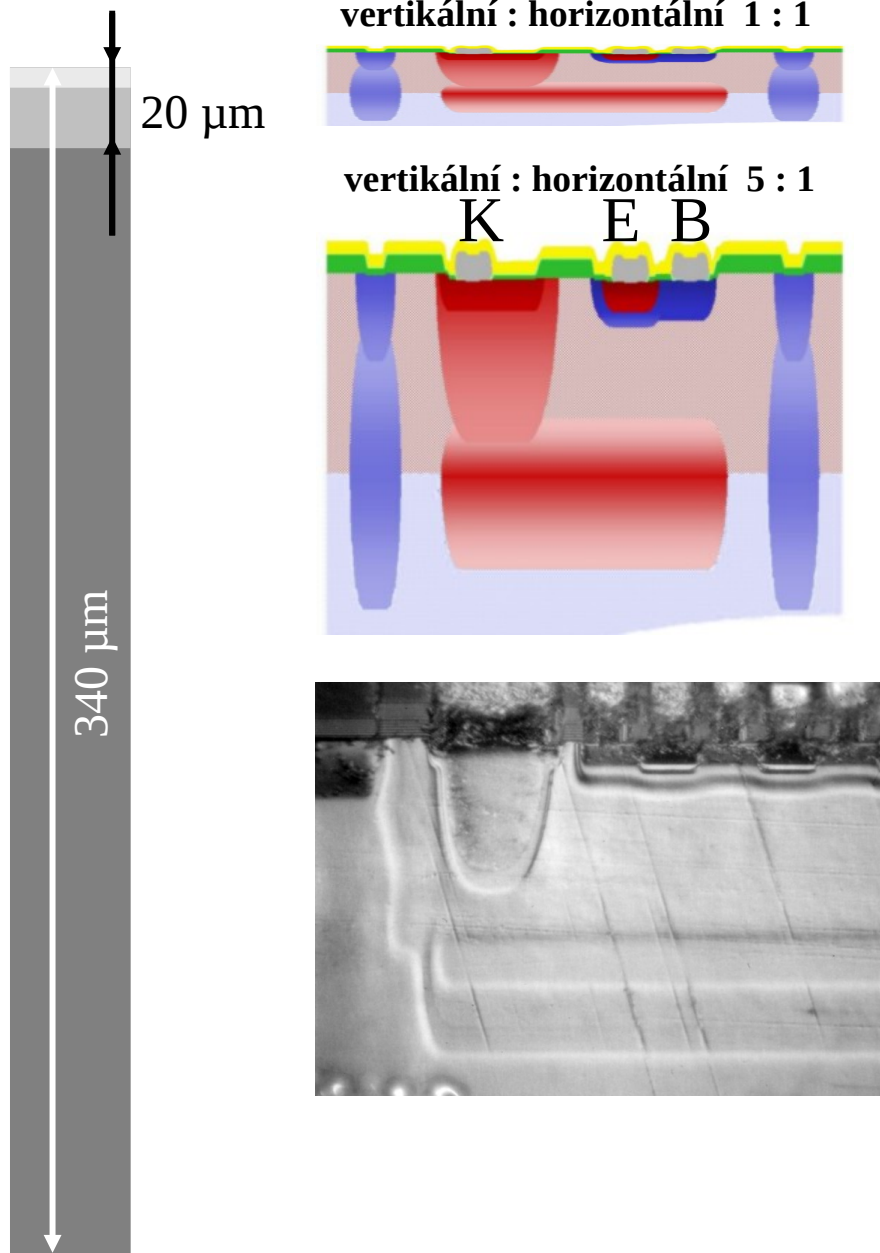 vertikální : horizontální 1 : 1
20 µm
vertikální : horizontální 5 : 1
K E B
340 µm